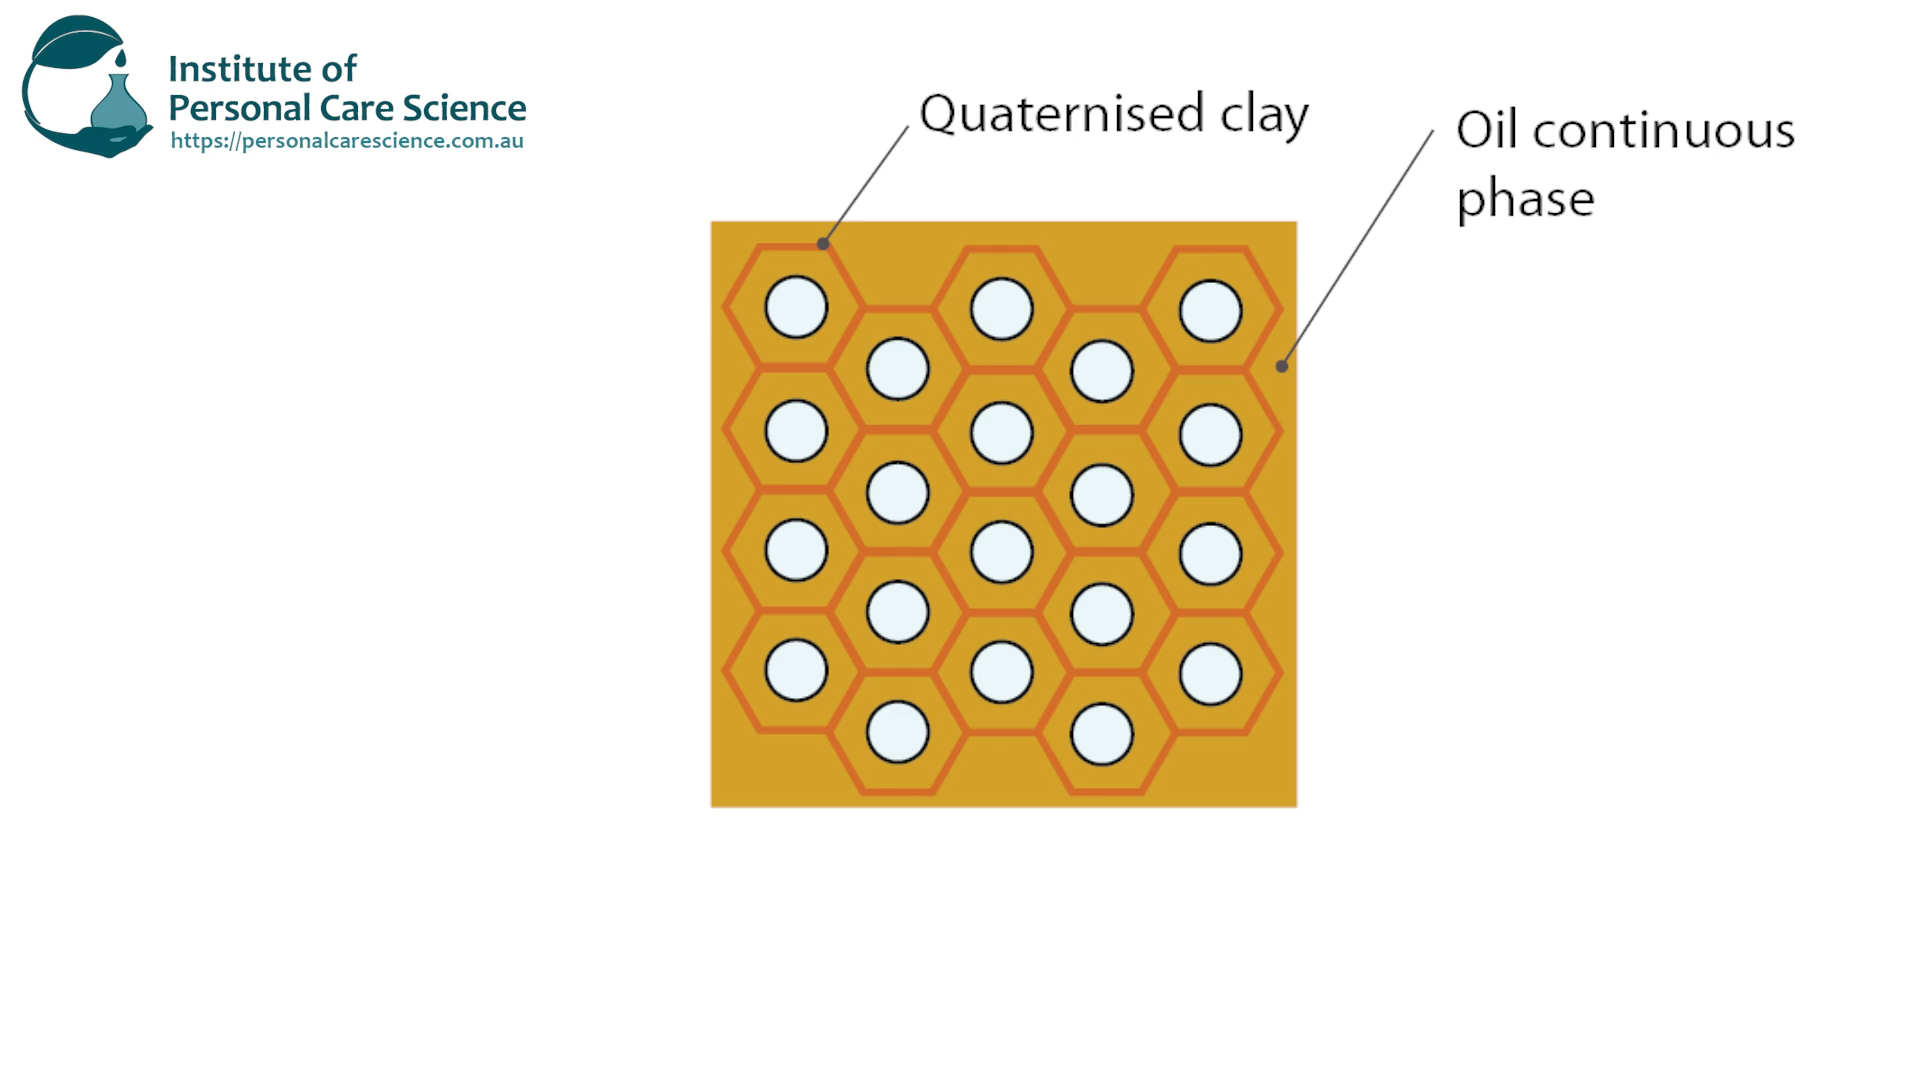 Institute of
Personal Care Science
https://personalcarescience.com.au
Quaternised clay
Oil continuous
phase